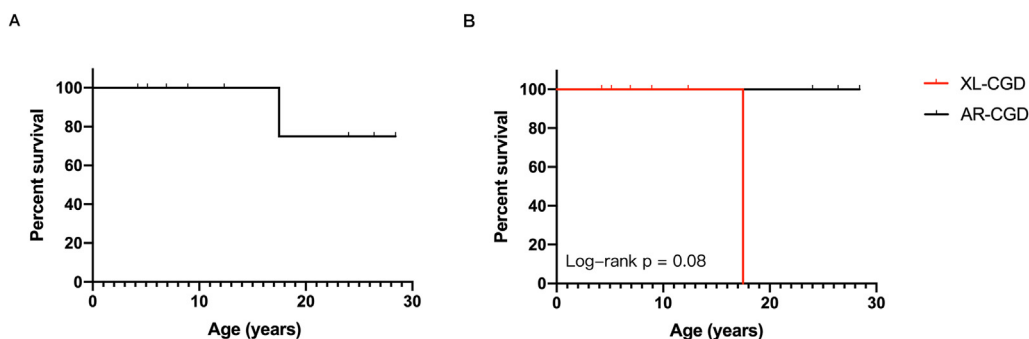 A
B
Percent survival
100
80
60
40
20
0
0 10 20 30
Age (years)
Percent survival
100
80
60
40
20
0
Log–rank p = 0.08
0 10 20 30
Age (years)
XL-CGD
AR-CGD